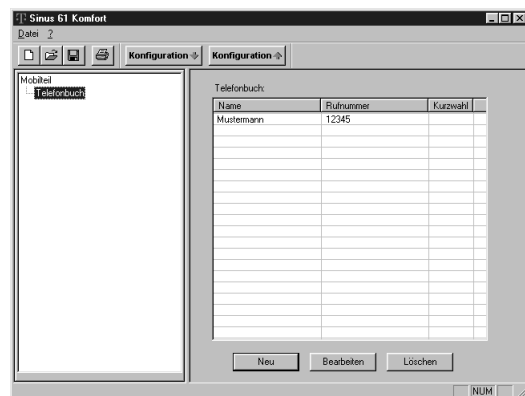 Sinus 61 Komfort
Datei ?
Konfiguration Konfiguration
Mobilteil
Telefonbuch
Telefonbuch:
Name Rufnummer Kurzwahl
Mustermann 12345
Neu Bearbeiten Löschen
NUM